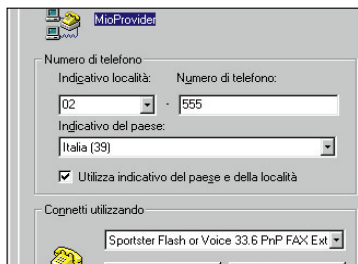 MioProvider
Numero di telefono
Indicativo località: Numero di telefono:
02 - 555
Indicativo del paese:
Italia (39)
Utilizza indicativo del paese e della località
Connetti utilizzando
Sportster Flash or Voice 33.6 PnP FAX Ext